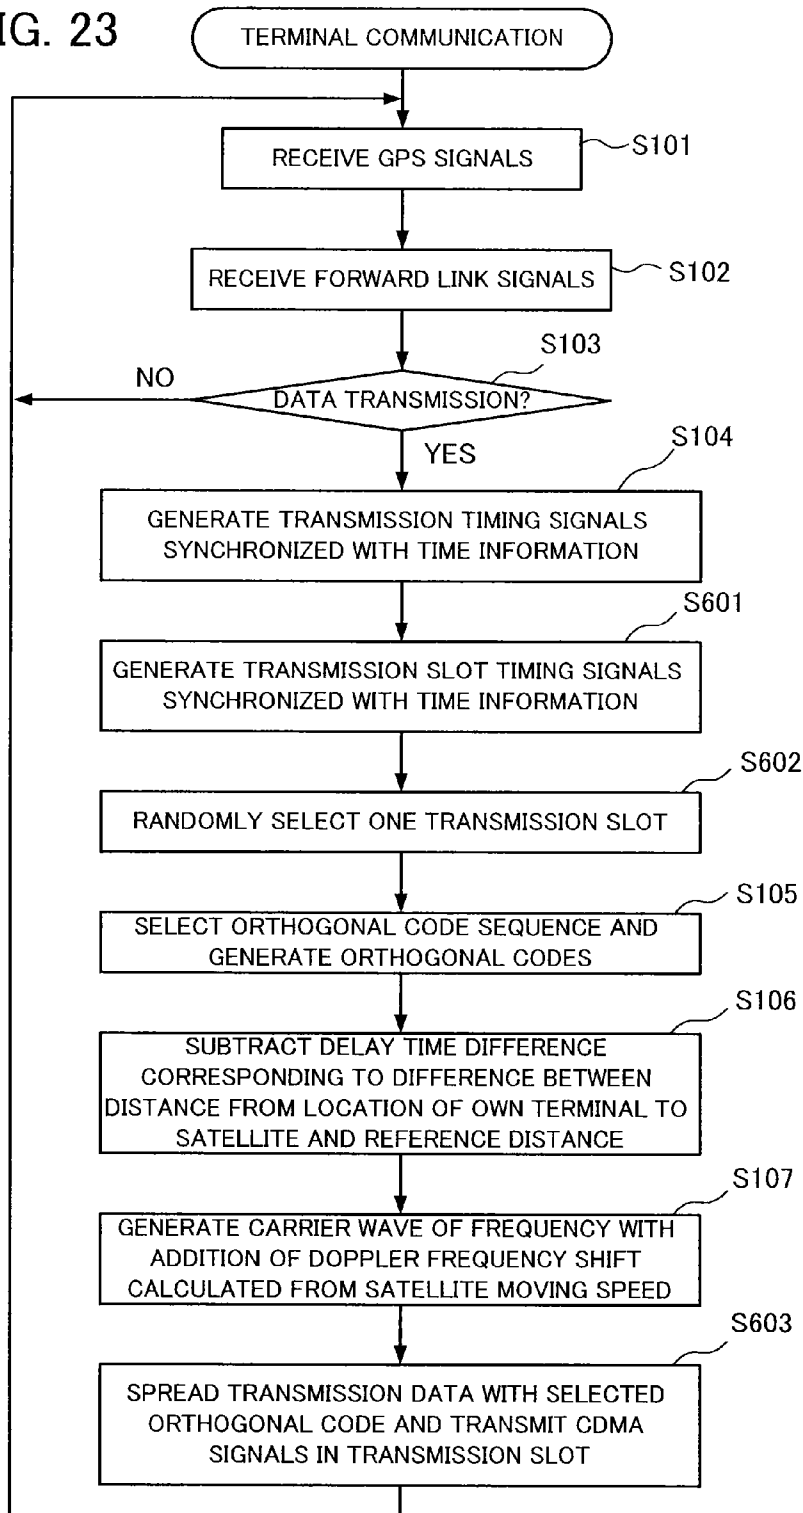 IG. 23
TERMINAL COMMUNICATION
RECEIVE GPS SIGNALS
S101
RECEIVE FORWARD LINK SIGNALS
S102
S103
NO
DATA TRANSMISSION?
YES
S104
GENERATE TRANSMISSION TIMING SIGNALS
SYNCHRONIZED WITH TIME INFORMATION
S601
GENERATE TRANSMISSION SLOT TIMING SIGNALS
SYNCHRONIZED WITH TIME INFORMATION
S602
RANDOMLY SELECT ONE TRANSMISSION SLOT
S105
SELECT ORTHOGONAL CODE SEQUENCE AND
GENERATE ORTHOGONAL CODES
S106
SUBTRACT DELAY TIME DIFFERENCE
CORRESPONDING TO DIFFERENCE BETWEEN
DISTANCE FROM LOCATION OF OWN TERMINAL TO
SATELLITE AND REFERENCE DISTANCE
S107
GENERATE CARRIER WAVE OF FREQUENCY WITH
ADDITION OF DOPPLER FREQUENCY SHIFT
CALCULATED FROM SATELLITE MOVING SPEED
S603
SPREAD TRANSMISSION DATA WITH SELECTED
ORTHOGONAL CODE AND TRANSMIT CDMA
SIGNALS IN TRANSMISSION SLOT